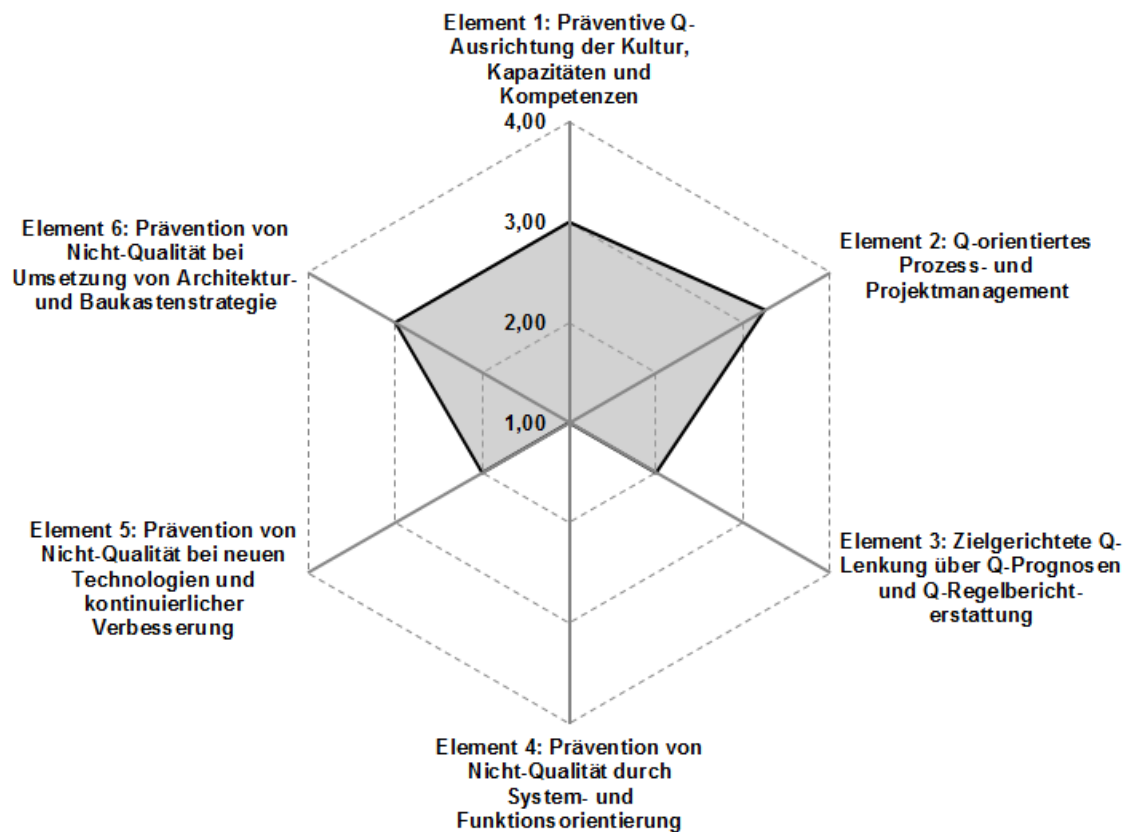 Element 1: Präventive Q-
Ausrichtung der Kultur,
Kapazitäten und
Kompetenzen
4,00
3,00
2,00
1,00
Element 2: Q-orientiertes
Prozess- und
Projektmanagement
Element 3: Zielgerichtete Q-
Lenkung über Q-Prognosen
und Q-Regelbericht-
erstattung
Element 4: Prävention von
Nicht-Qualität durch
System- und
Funktionsorientierung
Element 5: Prävention von
Nicht-Qualität bei neuen
Technologien und
kontinuierlicher
Verbesserung
Element 6: Prävention von
Nicht-Qualität bei
Umsetzung von Architektur-
und Baukastenstrategie